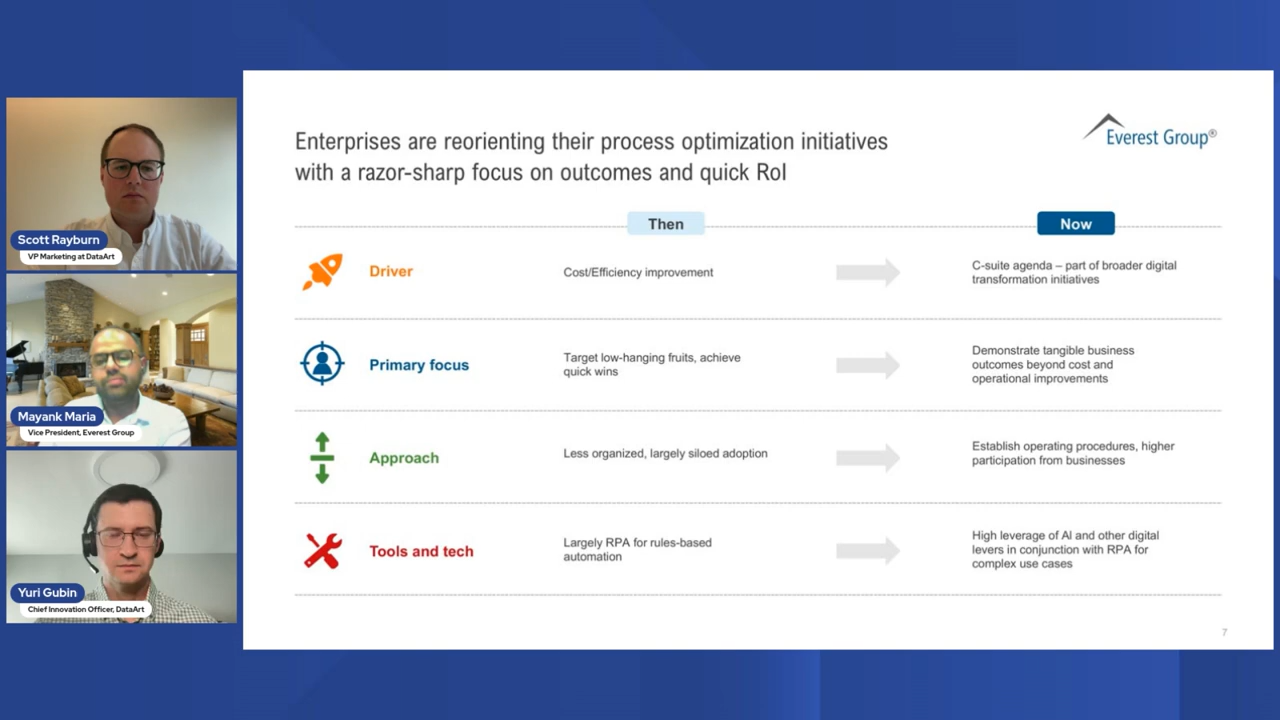 Scott Rayburn
VP Marketing at DataArt
Mayank Maria
Vice President, Everest Group
Yuri Gubin
Chief Innovation Officer, DataArt
Enterprises are reorienting their process optimization initiatives
with a razor-sharp focus on outcomes and quick RoI
Everest Group®
Then
Now
Driver
Cost/Efficiency improvement
C-suite agenda – part of broader digital
transformation initiatives
Primary focus
Target low-hanging fruits, achieve
quick wins
Demonstrate tangible business
outcomes beyond cost and
operational improvements
Approach
Less organized, largely siloed adoption
Establish operating procedures, higher
participation from businesses
Tools and tech
Largely RPA for rules-based
automation
High leverage of AI and other digital
levers in conjunction with RPA for
complex use cases
7